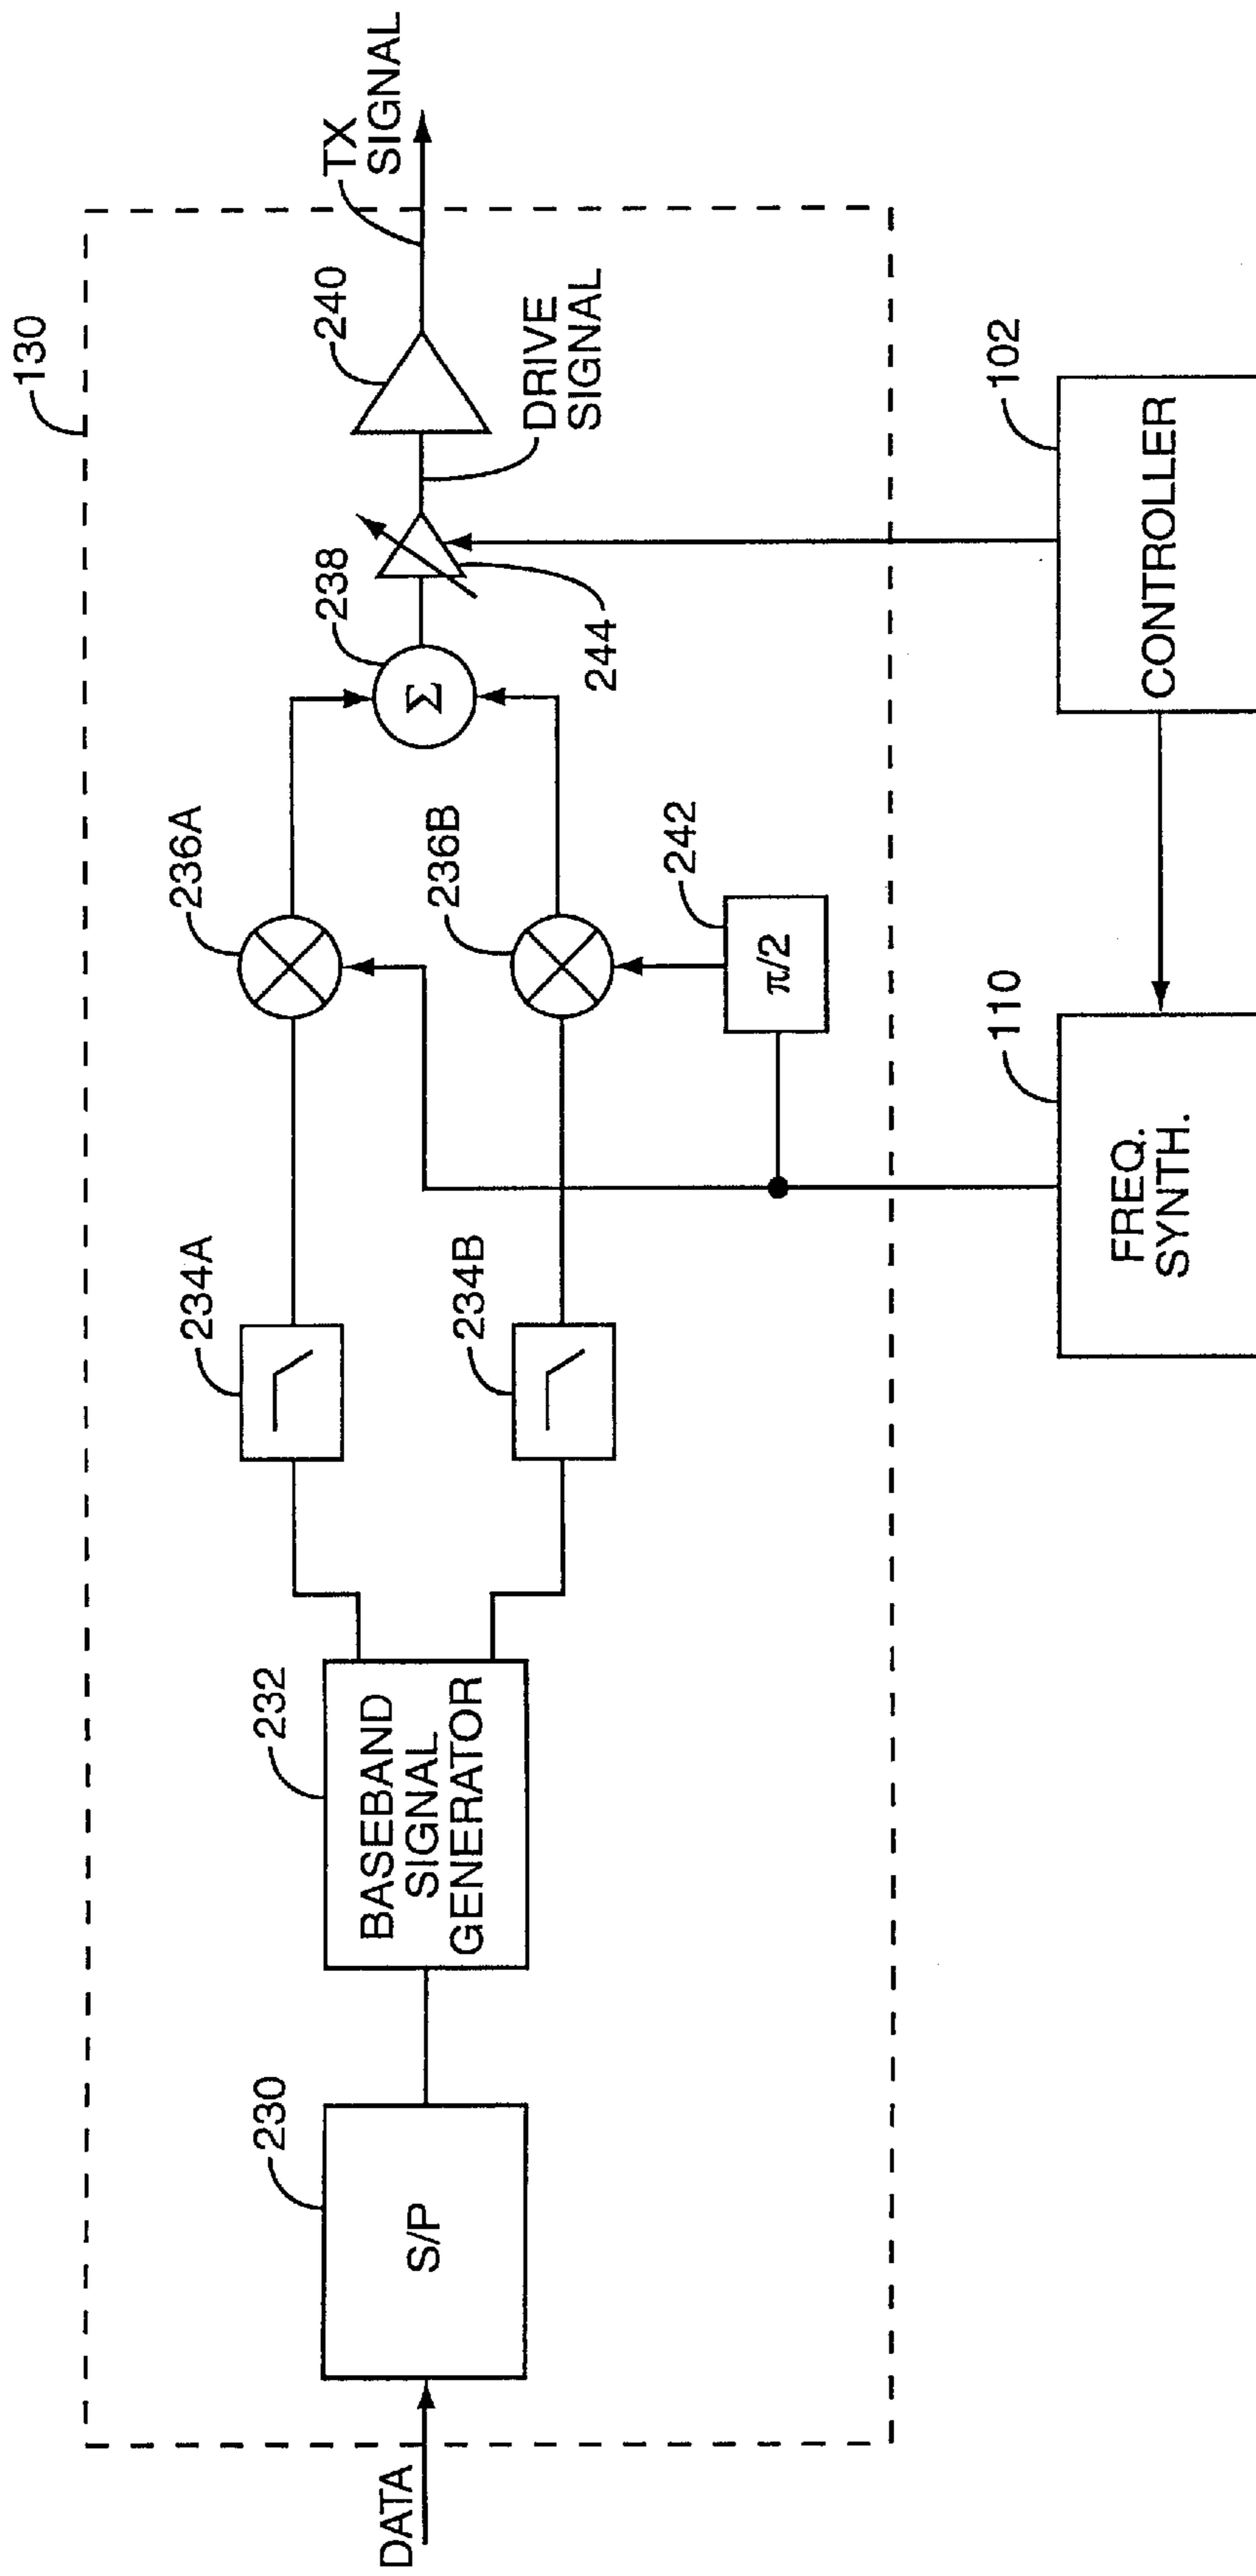 130
DATA
230
S/P
232
BASEBAND
SIGNAL
GENERATOR
234A
234B
236A
236B
242
π/2
238
Σ
244
240
DRIVE
SIGNAL
TX
SIGNAL
110
FREQ.
SYNTH.
102
CONTROLLER